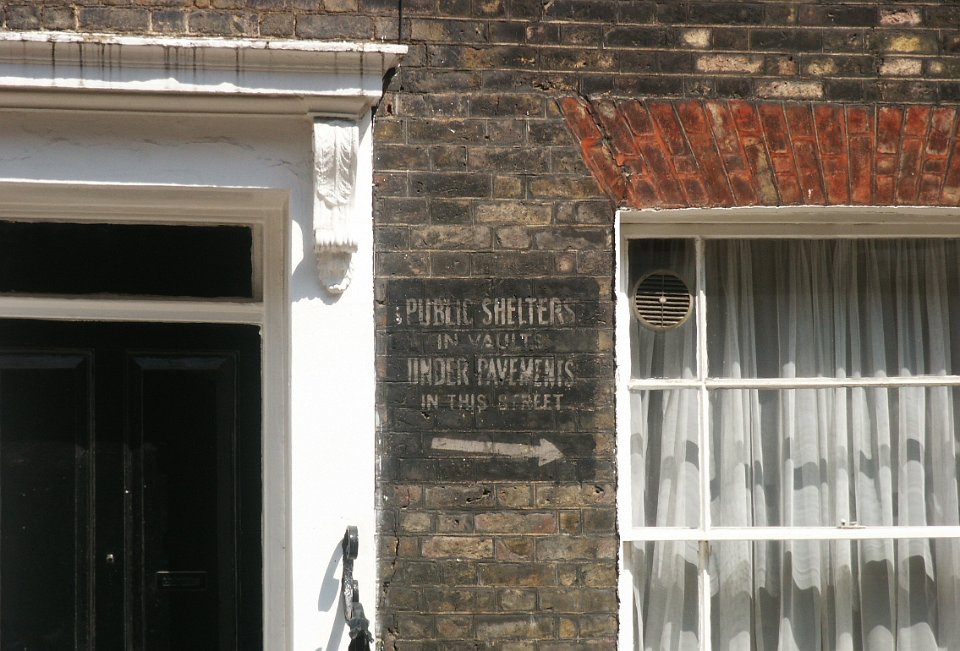 PUBLIC SHELTERS
IN VAULTS
UNDER PAVEMENTS
IN THIS STREET